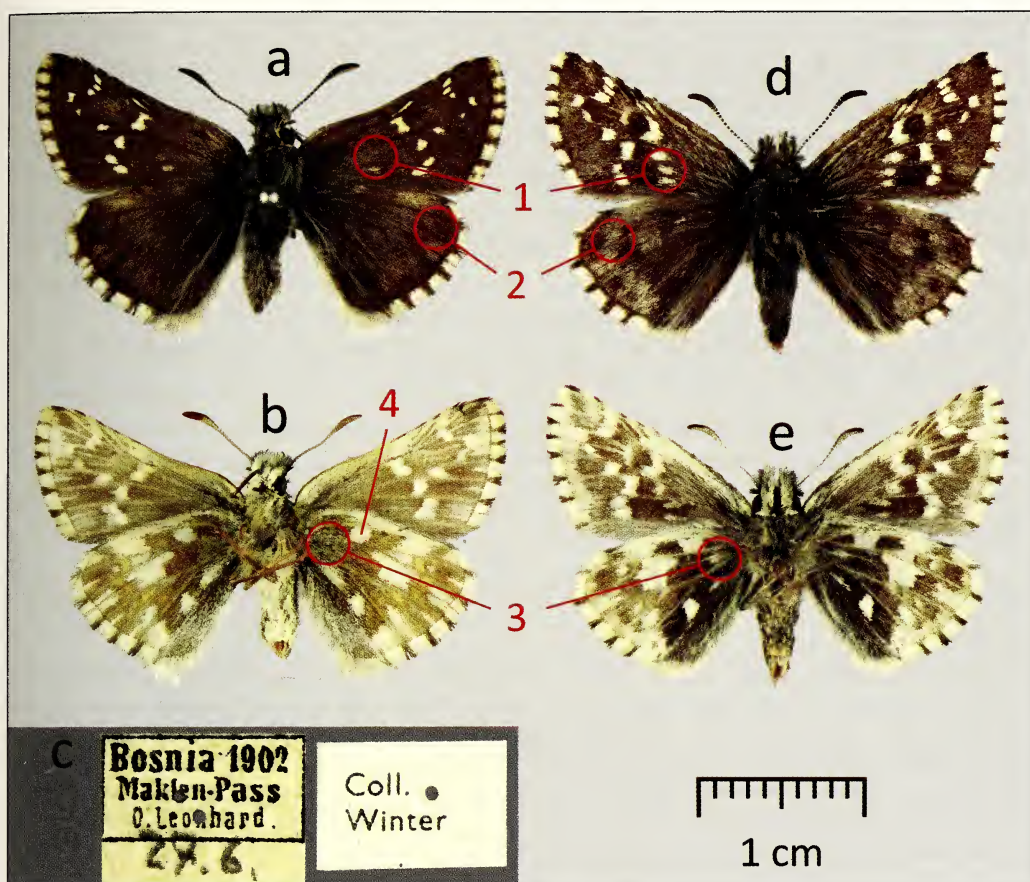 a
d
1
2
b
4
e
3
c
Bosnia 1902
Maklen-Pass
O. Leonhard.
Coll.
Winter
1 cm